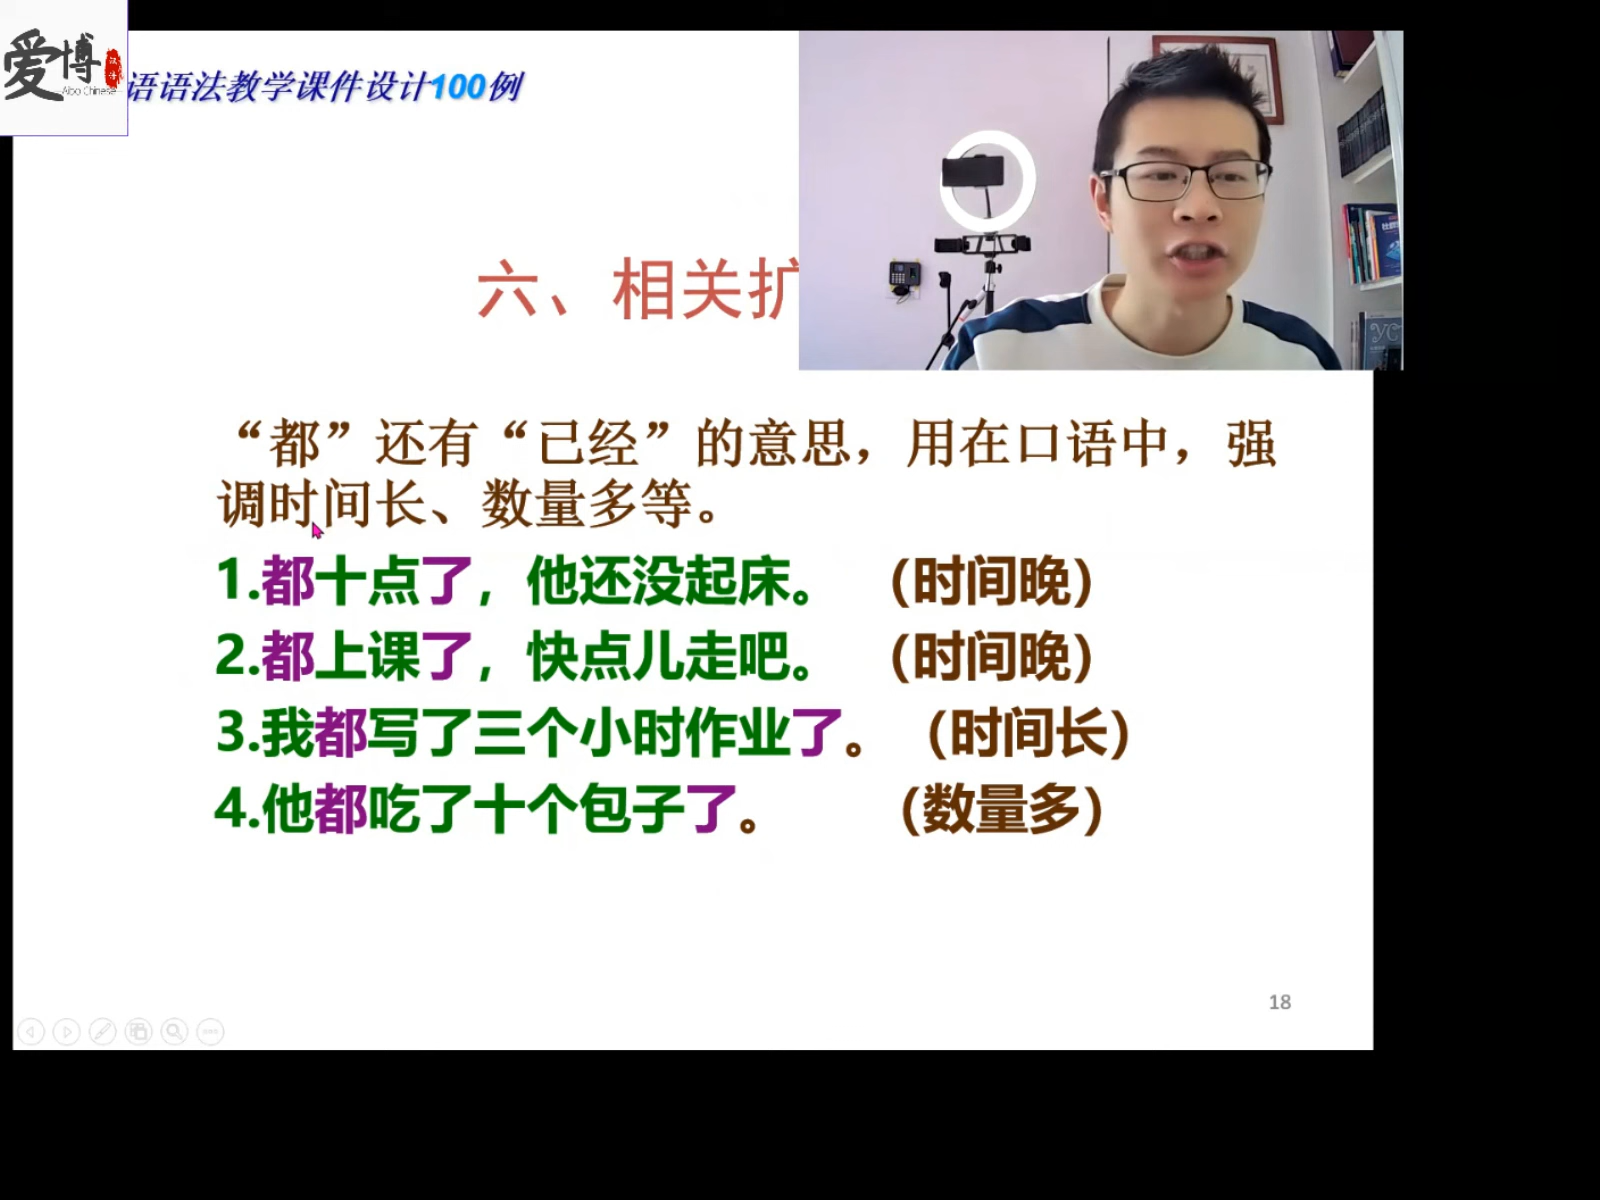 爱博
汉语
Aibo Chinese
语语法教学课件设计100例
六、相关扩
“都”还有“已经”的意思，用在口语中，强
调时间长、数量多等。
1.都十点了，他还没起床。 （时间晚）
2.都上课了，快点儿走吧。 （时间晚）
3.我都写了三个小时作业了。 （时间长）
4.他都吃了十个包子了。 （数量多）
18